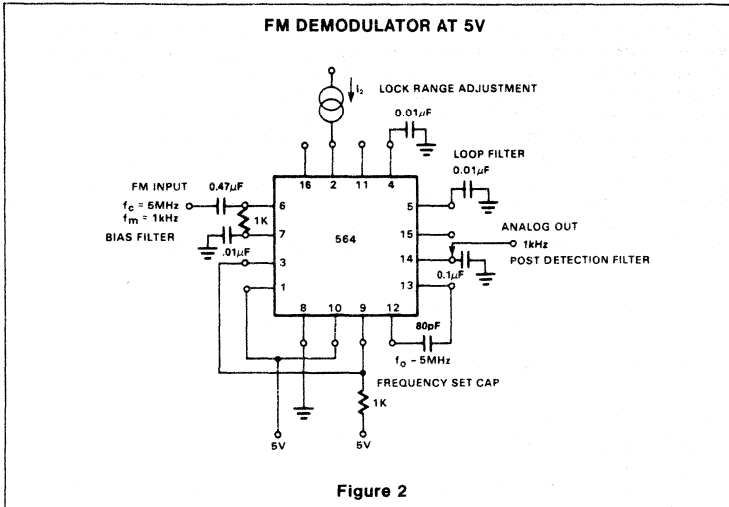 FM DEMODULATOR AT 5V
I₂ LOCK RANGE ADJUSTMENT
0.01μF
LOOP FILTER
0.01μF
16 2 11 4
FM INPUT 0.47μF
fc = 5MHz
fm = 1kHz
6
1K
5
BIAS FILTER
7
.01μF
564
15
ANALOG OUT
1kHz
14
POST DETECTION FILTER
3
0.1μF
1
13
8 10 9 12
80pF
fo – 5MHz
FREQUENCY SET CAP
1K
5V 5V
Figure 2